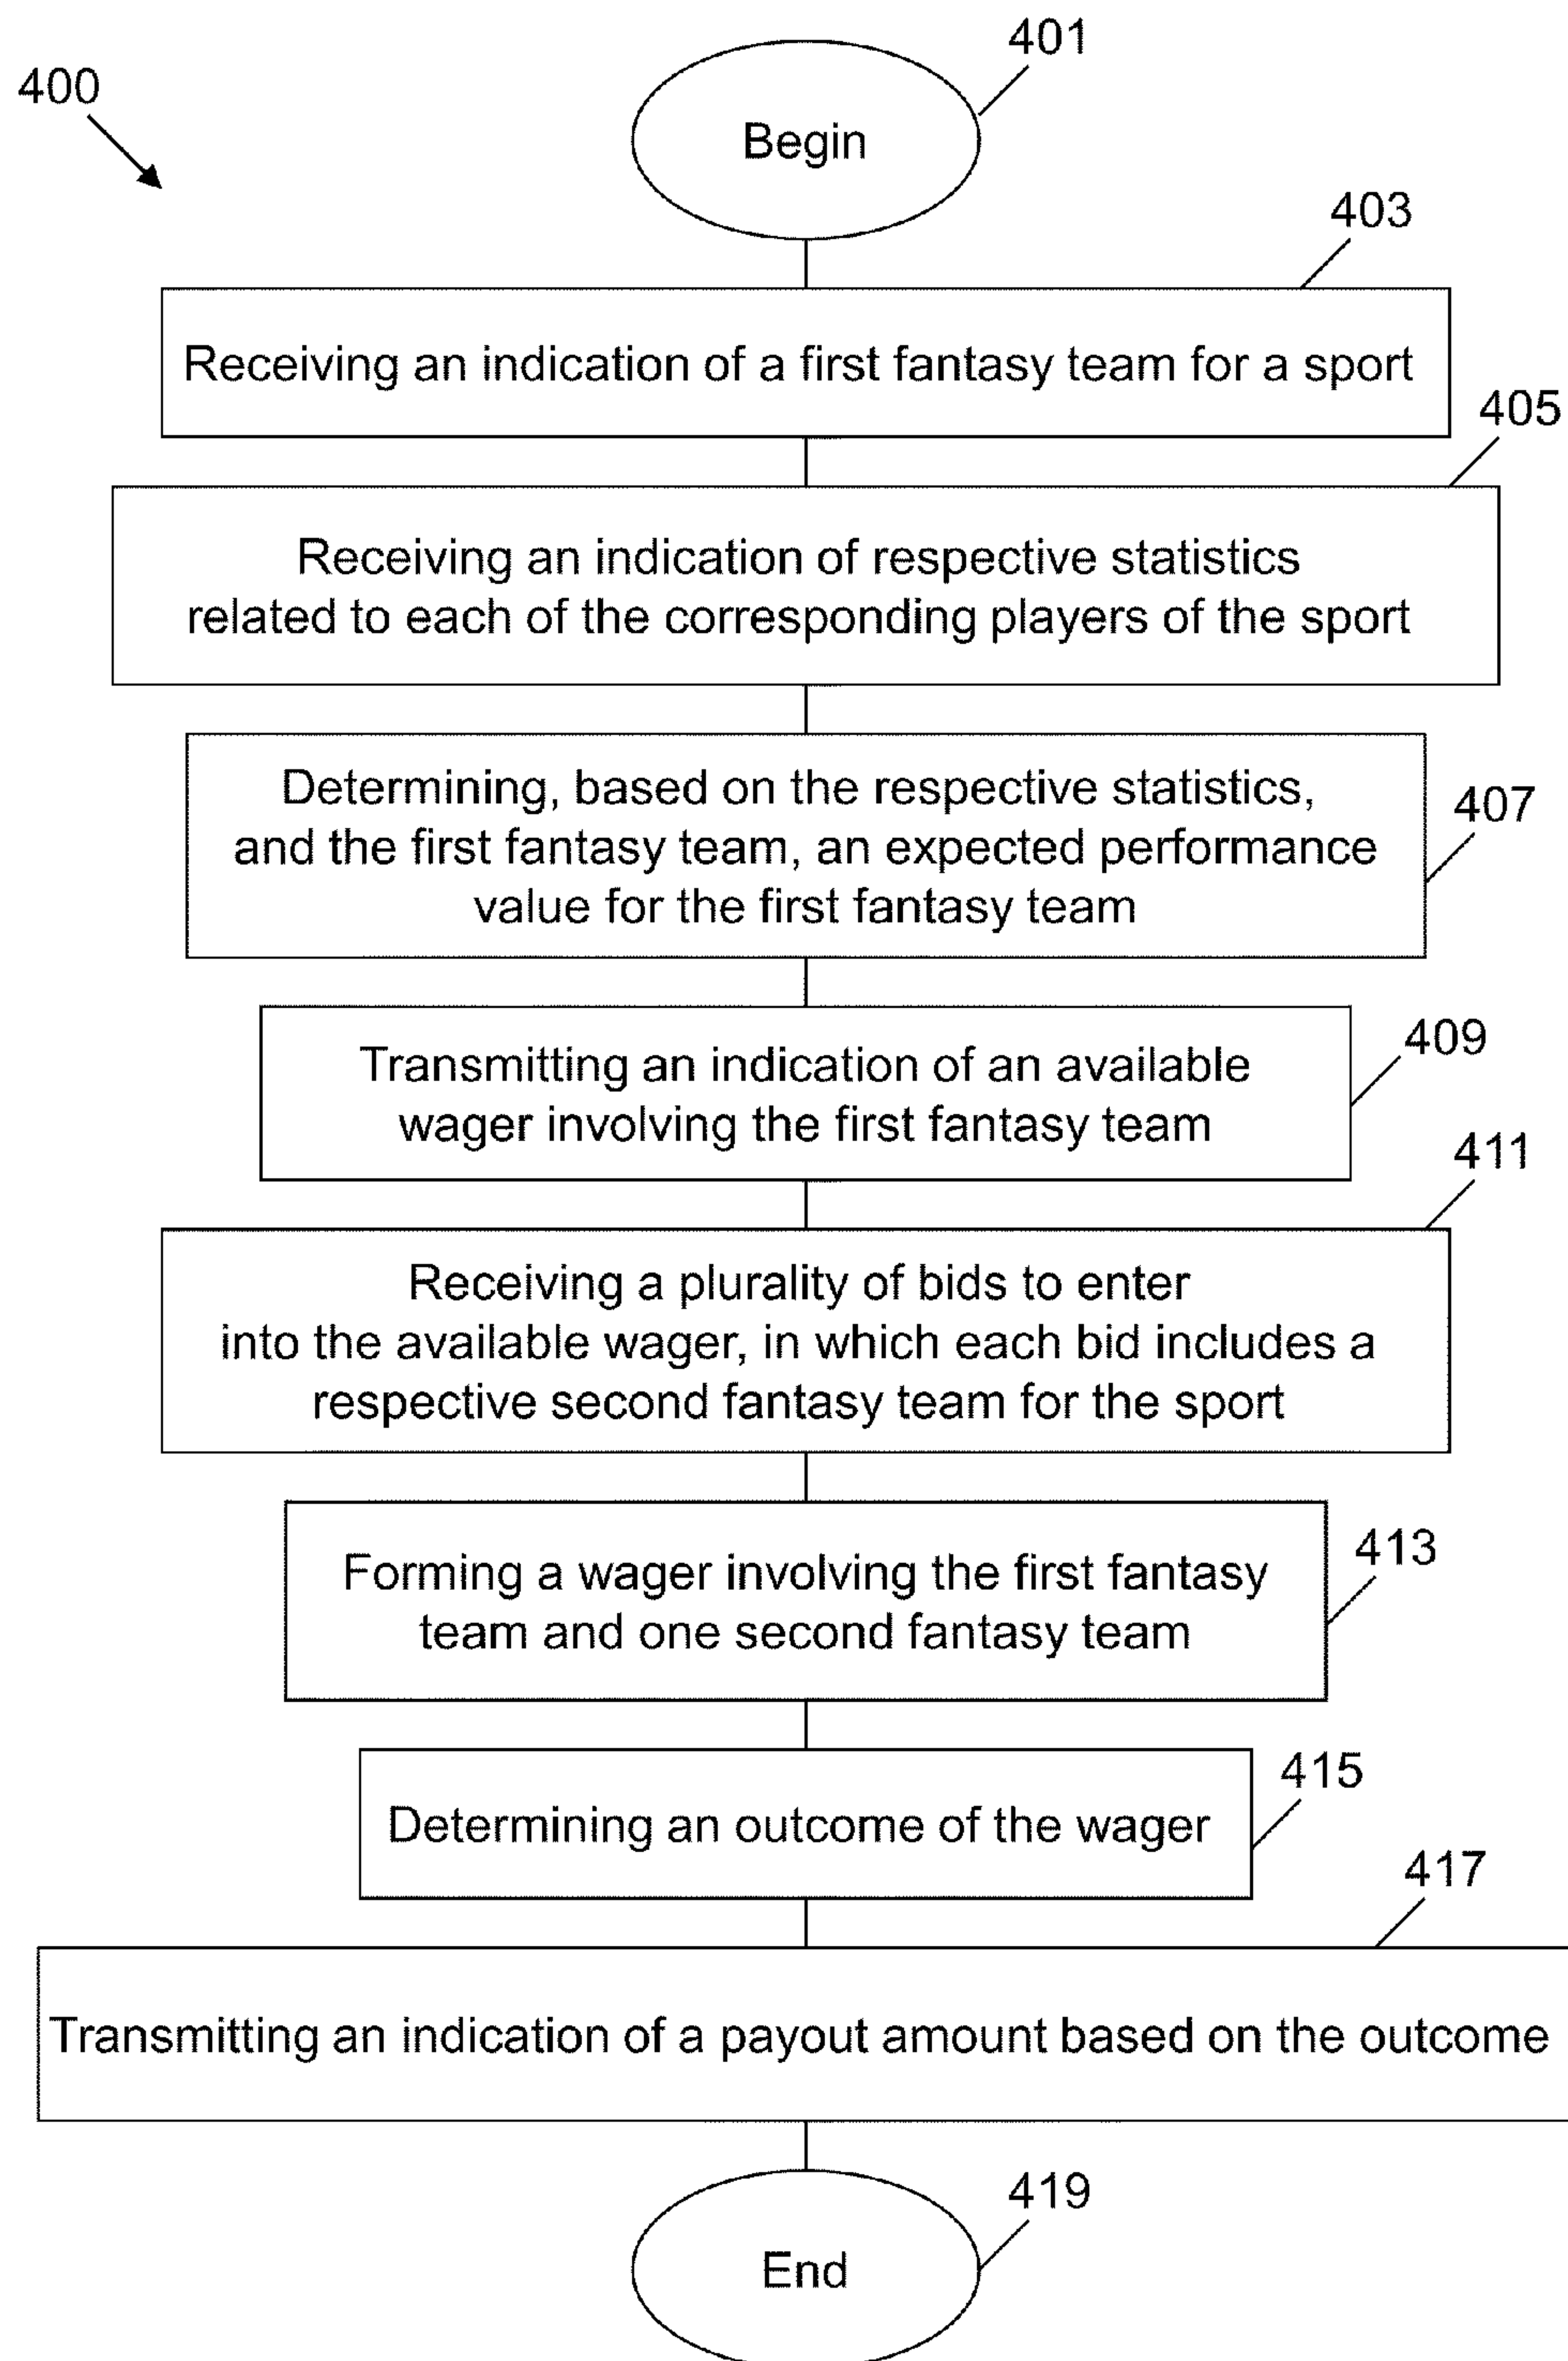 400
401
Begin
403
Receiving an indication of a first fantasy team for a sport
405
Receiving an indication of respective statistics
related to each of the corresponding players of the sport
Determining, based on the respective statistics,
and the first fantasy team, an expected performance
value for the first fantasy team
407
Transmitting an indication of an available
wager involving the first fantasy team
409
411
Receiving a plurality of bids to enter
into the available wager, in which each bid includes a
respective second fantasy team for the sport
Forming a wager involving the first fantasy
team and one second fantasy team
413
Determining an outcome of the wager
415
417
Transmitting an indication of a payout amount based on the outcome
419
End